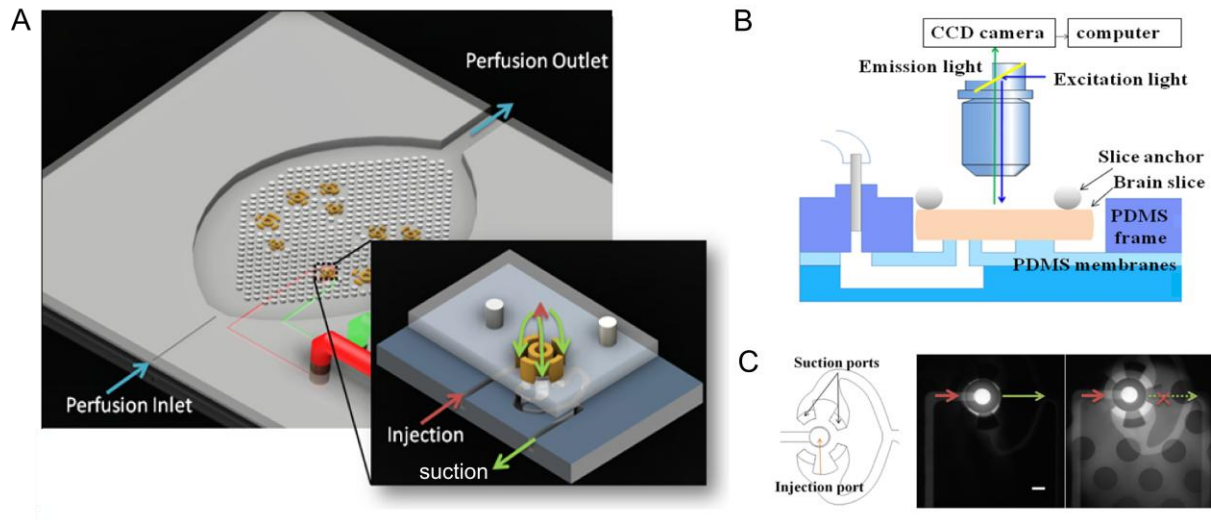 A
Perfusion Outlet
Perfusion Inlet
Injection
suction
B
CCD camera
computer
Emission light
Excitation light
Slice anchor
Brain slice
PDMS
frame
PDMS membranes
C
Suction ports
Injection port